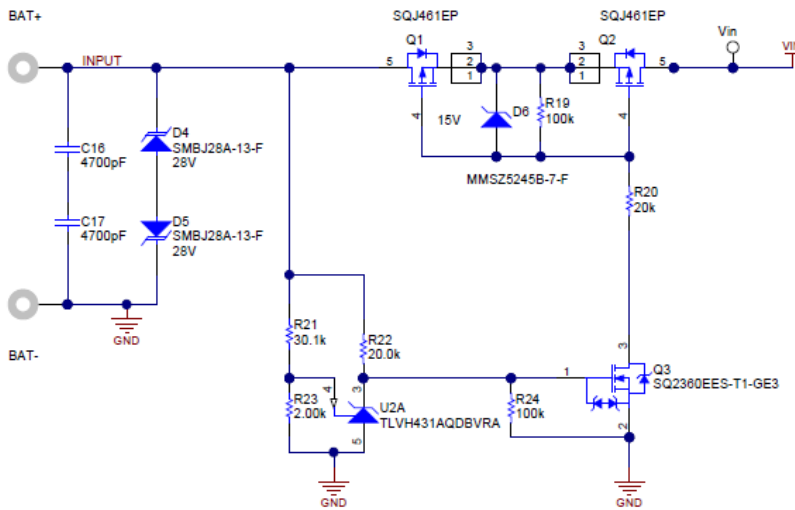 BAT+
SQJ461EP
SQJ461EP
Q1
Q2
Vin
VI
INPUT
5
3
2
1
3
2
1
5
4
4
15V
D6
R19
100k
MMSZ5245B-7-F
C16
4700pF
D4
SMBJ28A-13-F
28V
C17
4700pF
D5
SMBJ28A-13-F
28V
R20
20k
GND
BAT-
R21
30.1k
R22
20.0k
R23
2.00k
4
3
U2A
TLVH431AQDBVRA
5
R24
100k
1
3
Q3
SQ2360EES-T1-GE3
2
GND
GND